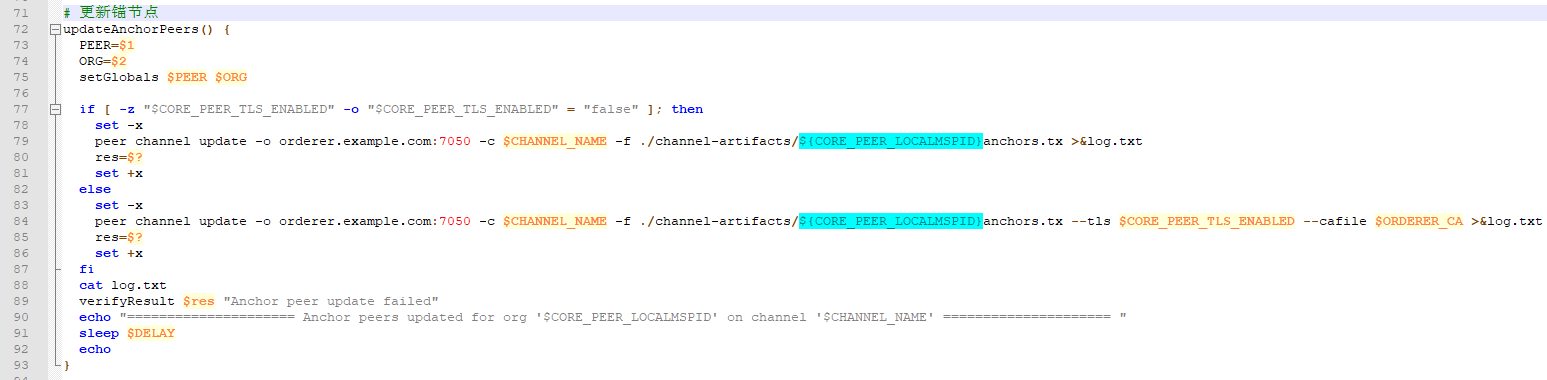 71 # 更新锚节点
72 updateAnchorPeers() {
73 PEER=$1
74 ORG=$2
75 setGlobals $PEER $ORG
76
77 if [ -z "$CORE_PEER_TLS_ENABLED" -o "$CORE_PEER_TLS_ENABLED" = "false" ]; then
78 set -x
79 peer channel update -o orderer.example.com:7050 -c $CHANNEL_NAME -f ./channel-artifacts/${CORE_PEER_LOCALMSPID}anchors.tx >&log.txt
80 res=$?
81 set +x
82 else
83 set -x
84 peer channel update -o orderer.example.com:7050 -c $CHANNEL_NAME -f ./channel-artifacts/${CORE_PEER_LOCALMSPID}anchors.tx --tls $CORE_PEER_TLS_ENABLED --cafile $ORDERER_CA >&log.txt
85 res=$?
86 set +x
87 fi
88 cat log.txt
89 verifyResult $res "Anchor peer update failed"
90 echo "===================== Anchor peers updated for org '$CORE_PEER_LOCALMSPID' on channel '$CHANNEL_NAME' ===================== "
91 sleep $DELAY
92 echo
93 }